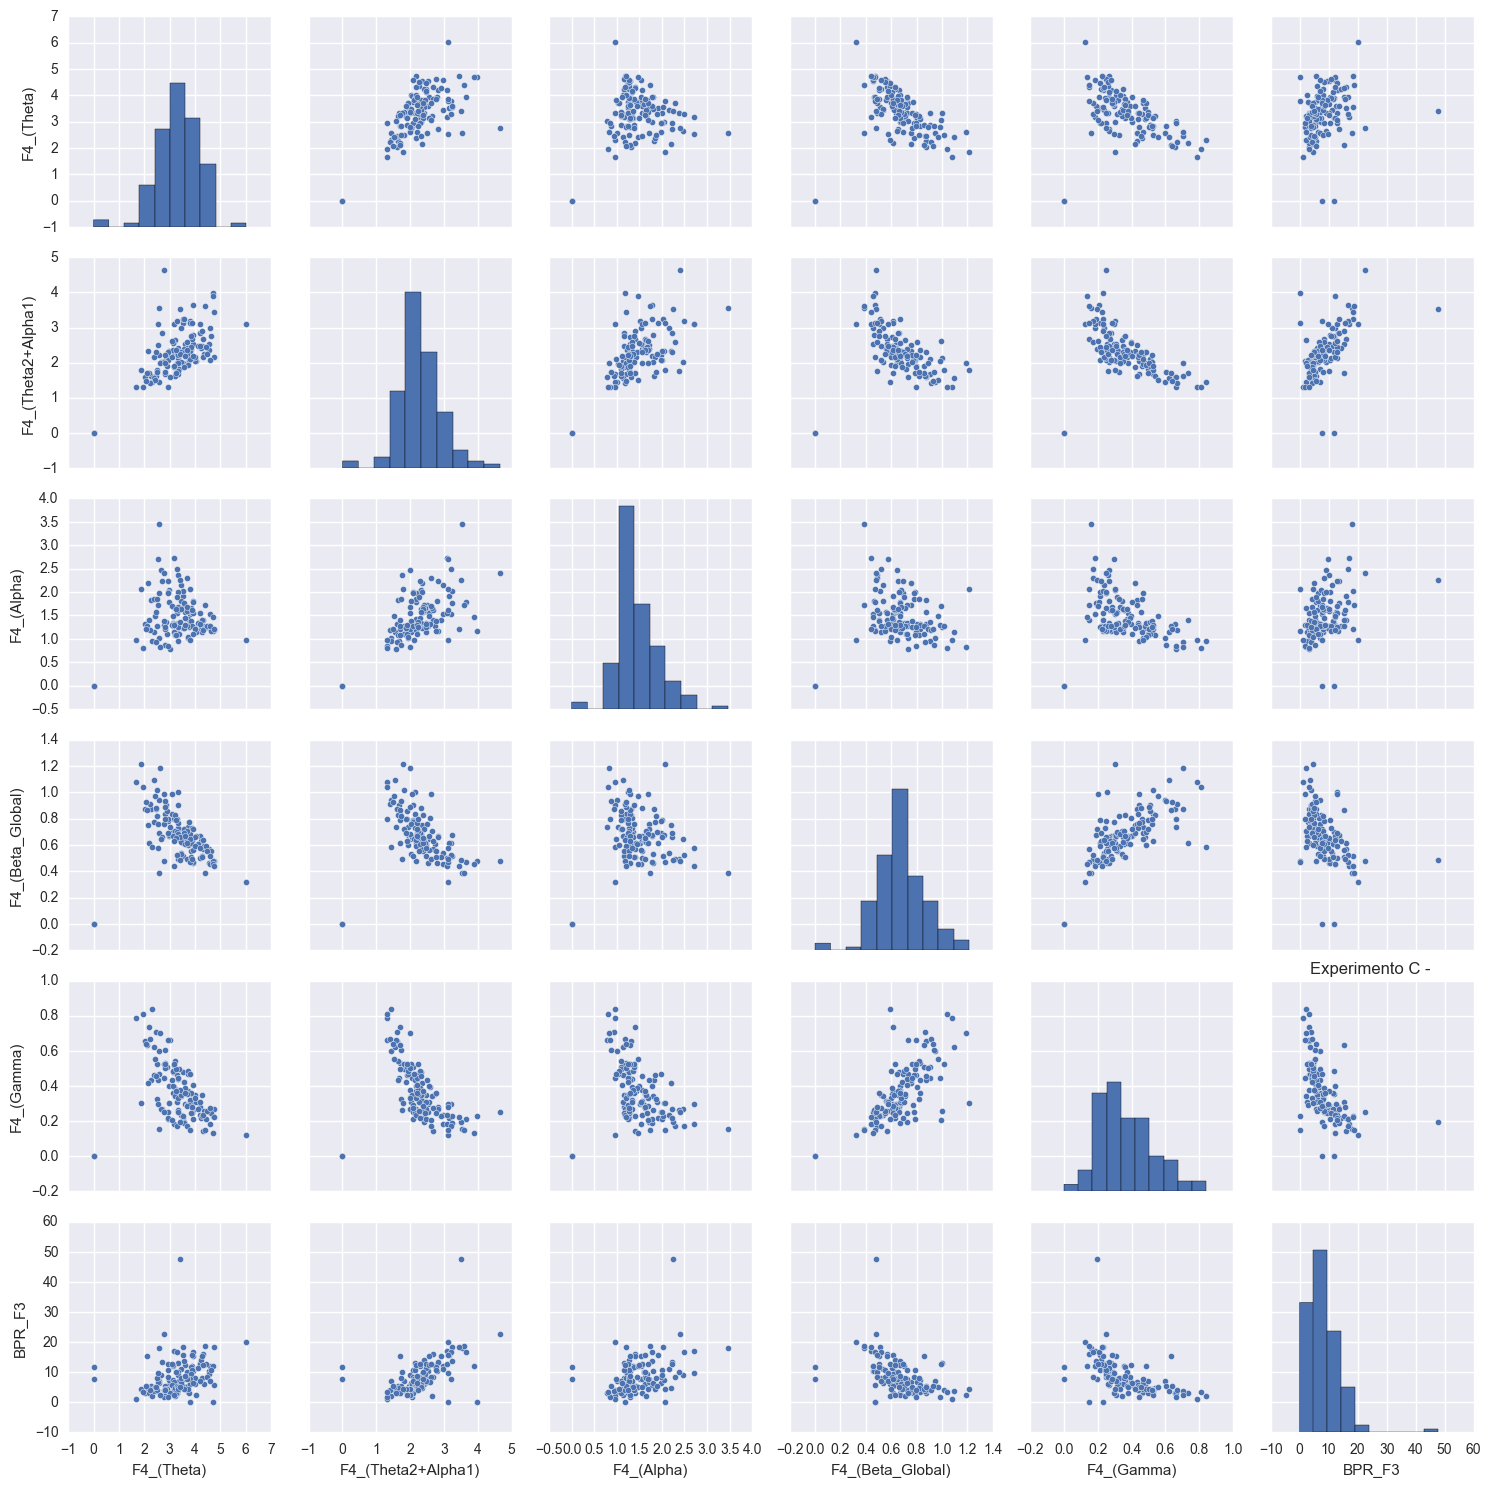 7
6
5
4
3
2
1
0
−1
F4_(Theta)
5
4
3
2
1
0
−1
F4_(Theta2+Alpha1)
4.0
3.5
3.0
2.5
2.0
1.5
1.0
0.5
0.0
−0.5
F4_(Alpha)
1.4
1.2
1.0
0.8
0.6
0.4
0.2
0.0
−0.2
F4_(Beta_Global)
Experimento C -
1.0
0.8
0.6
0.4
0.2
0.0
−0.2
F4_(Gamma)
60
50
40
30
20
10
0
−10
BPR_F3
−1 0 1 2 3 4 5 6 7
F4_(Theta)
−1 0 1 2 3 4 5
F4_(Theta2+Alpha1)
−0.5 0.0 0.5 1.0 1.5 2.0 2.5 3.0 3.5 4.0
F4_(Alpha)
−0.2 0.0 0.2 0.4 0.6 0.8 1.0 1.2 1.4
F4_(Beta_Global)
−0.2 0.0 0.2 0.4 0.6 0.8 1.0
F4_(Gamma)
−10 0 10 20 30 40 50 60
BPR_F3